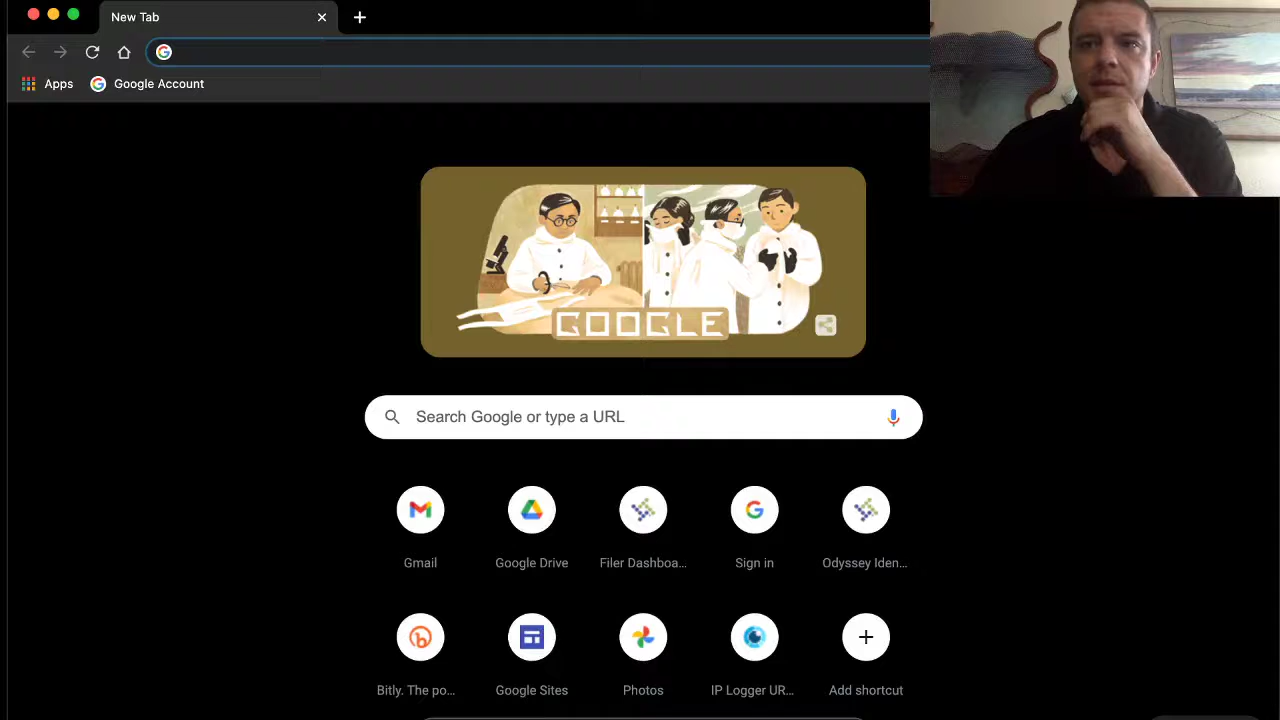 New Tab
Apps
Google Account
GOOGLE
Search Google or type a URL
Gmail
Google Drive
Filer Dashboa...
Sign in
Odyssey Iden...
Bitly. The po...
Google Sites
Photos
IP Logger UR...
Add shortcut